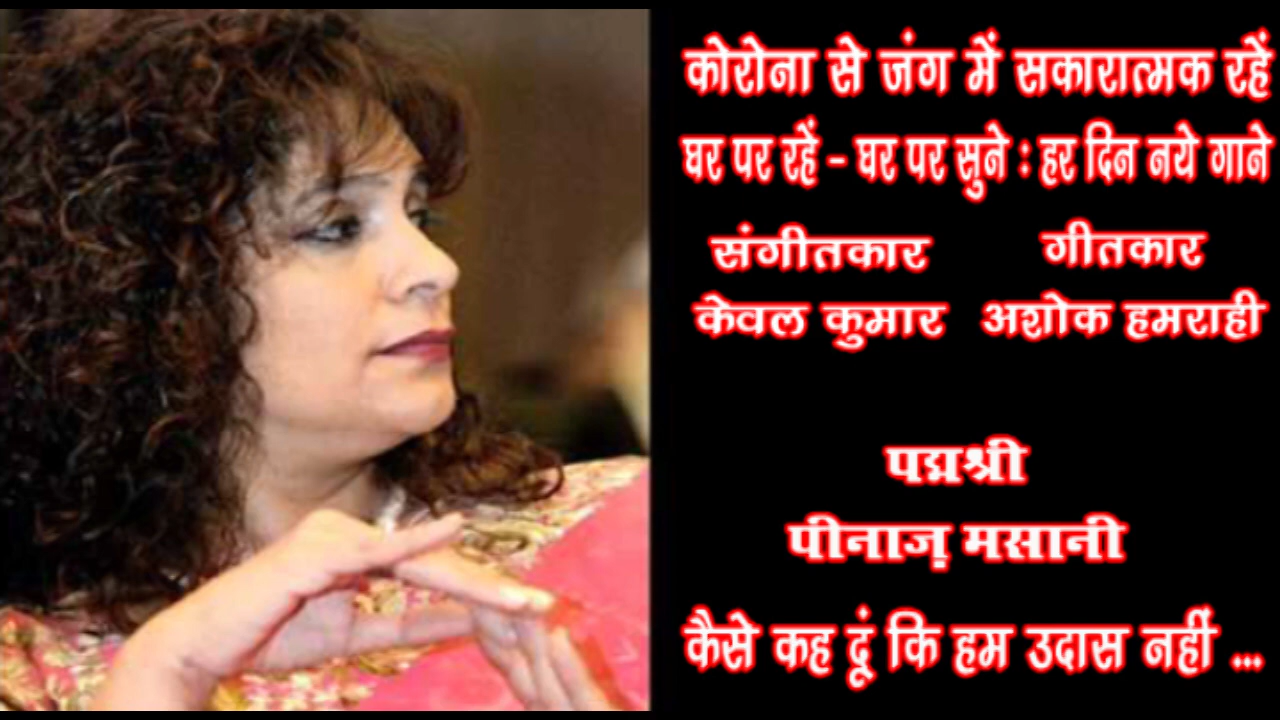 कोरोना से जंग में सकारात्मक रहें
घर पर रहें - घर पर सुने : हर दिन नये गाने
संगीतकार गीतकार
केवल कुमार अशोक हमराही
पद्मश्री
पीनाज़ मसानी
कैसे कह दूं कि हम उदास नहीं ...